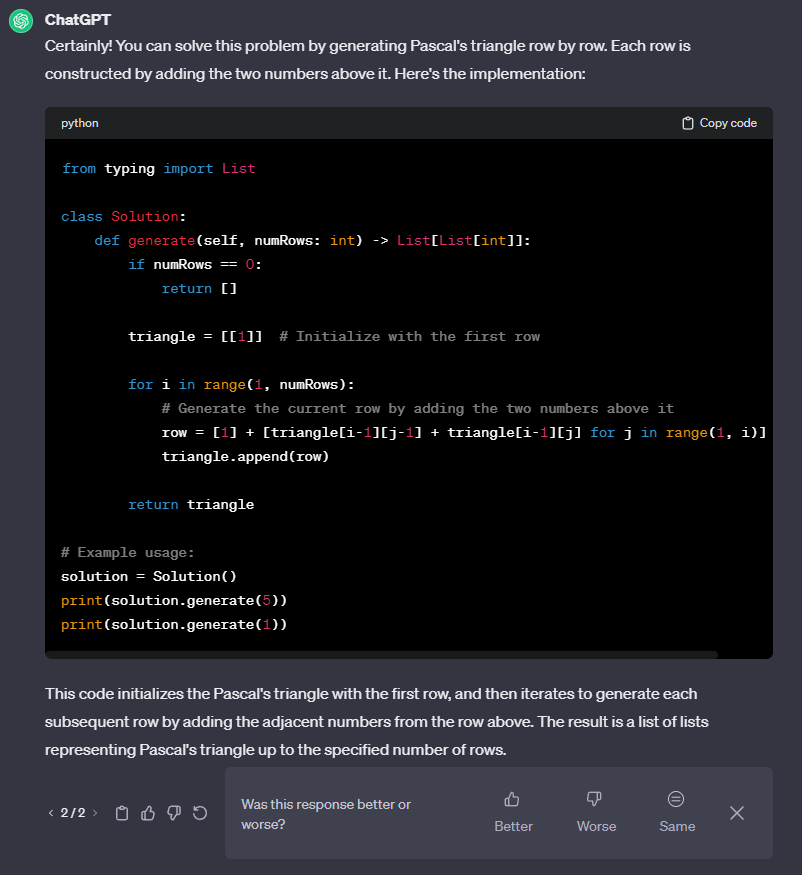 ChatGPT
Certainly! You can solve this problem by generating Pascal's triangle row by row. Each row is
constructed by adding the two numbers above it. Here's the implementation:
python
Copy code
from typing import List
class Solution:
    def generate(self, numRows: int) -> List[List[int]]:
        if numRows == 0:
            return []
        triangle = [[1]]  # Initialize with the first row
        for i in range(1, numRows):
            # Generate the current row by adding the two numbers above it
            row = [1] + [triangle[i-1][j-1] + triangle[i-1][j] for j in range(1, i)]
            triangle.append(row)
        return triangle
# Example usage:
solution = Solution()
print(solution.generate(5))
print(solution.generate(1))
This code initializes the Pascal's triangle with the first row, and then iterates to generate each
subsequent row by adding the adjacent numbers from the row above. The result is a list of lists
representing Pascal's triangle up to the specified number of rows.
2 / 2
Was this response better or
worse?
Better
Worse
Same